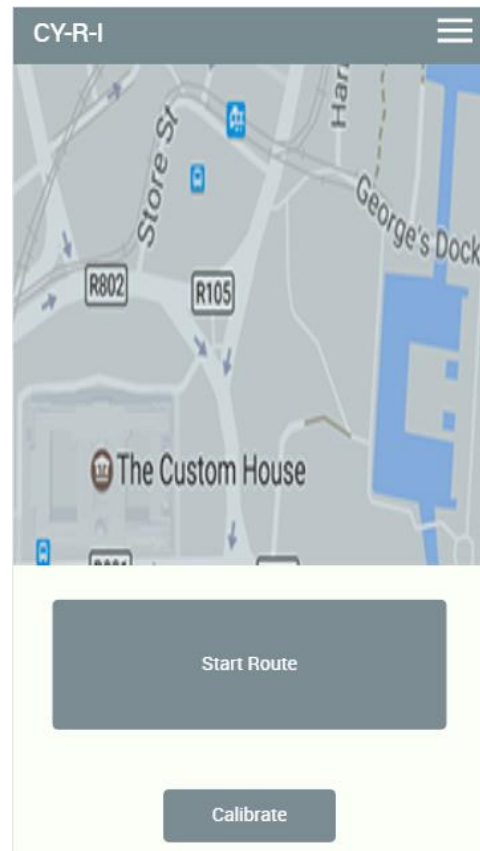 CY-R-I
Store St
Har
George's Dock
R802
R105
The Custom House
Start Route
Calibrate